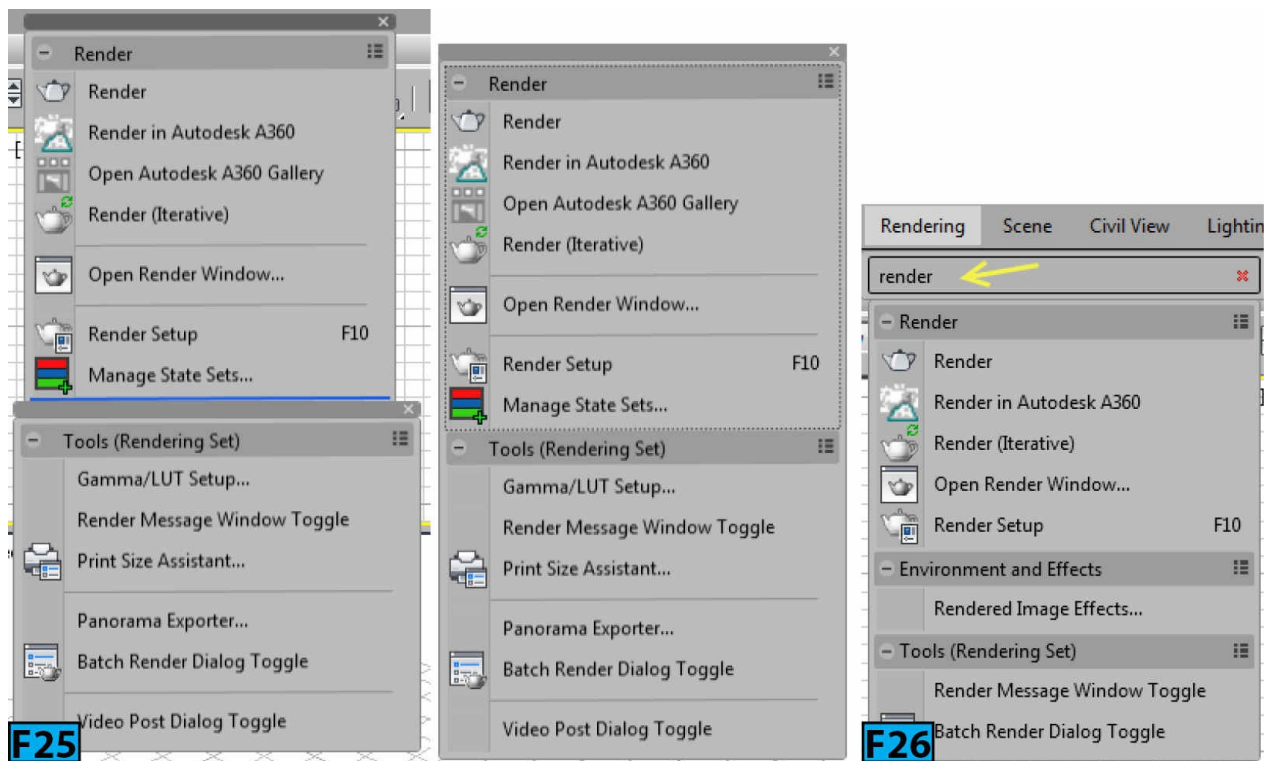 Render
Render
Render in Autodesk A360
Open Autodesk A360 Gallery
Render (Iterative)
Open Render Window...
Render Setup F10
Manage State Sets...
Tools (Rendering Set)
Gamma/LUT Setup...
Render Message Window Toggle
Print Size Assistant...
Panorama Exporter...
Batch Render Dialog Toggle
Video Post Dialog Toggle
F25
Render
Render
Render in Autodesk A360
Open Autodesk A360 Gallery
Render (Iterative)
Open Render Window...
Render Setup F10
Manage State Sets...
Tools (Rendering Set)
Gamma/LUT Setup...
Render Message Window Toggle
Print Size Assistant...
Panorama Exporter...
Batch Render Dialog Toggle
Video Post Dialog Toggle
Rendering Scene Civil View Lightin
render
Render
Render
Render in Autodesk A360
Render (Iterative)
Open Render Window...
Render Setup F10
Environment and Effects
Rendered Image Effects...
Tools (Rendering Set)
Render Message Window Toggle
Batch Render Dialog Toggle
F26